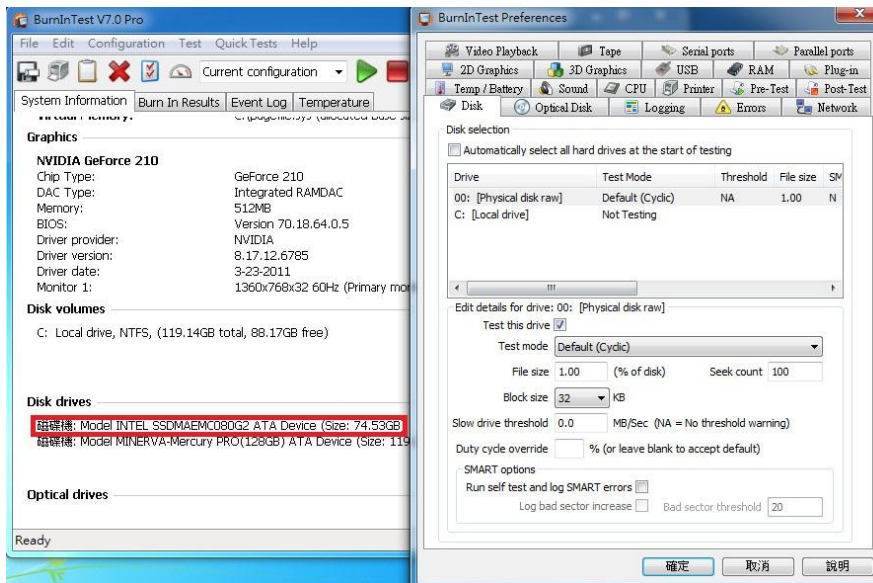 BurnInTest V7.0 Pro
File Edit Configuration Test Quick Tests Help
Current configuration
System Information Burn In Results Event Log Temperature
Graphics
NVIDIA GeForce 210
Chip Type: GeForce 210
DAC Type: Integrated RAMDAC
Memory: 512MB
BIOS: Version 70.18.64.0.5
Driver provider: NVIDIA
Driver version: 8.17.12.6785
Driver date: 3-23-2011
Monitor 1: 1360x768x32 60Hz (Primary mon
Disk volumes
C: Local drive, NTFS, (119.14GB total, 88.17GB free)
Disk drives
磁碟機: Model INTEL SSDMAEMC080G2 ATA Device (Size: 74.53GB)
磁碟機: Model MINERVA-Mercury PRO(128GB) ATA Device (Size: 119
Optical drives
Ready
BurnInTest Preferences
Video Playback Tape Serial ports Parallel ports
2D Graphics 3D Graphics USB RAM Plug-in
Temp / Battery Sound CPU Printer Pre-Test Post-Test
Disk Optical Disk Logging Errors Network
Disk selection
Automatically select all hard drives at the start of testing
Drive Test Mode Threshold File size SM
00: [Physical disk raw] Default (Cyclic) NA 1.00 N
C: [Local drive] Not Testing
Edit details for drive: 00: [Physical disk raw]
Test this drive
Test mode Default (Cyclic)
File size 1.00 (% of disk) Seek count 100
Block size 32 KB
Slow drive threshold 0.0 MB/Sec (NA = No threshold warning)
Duty cycle override % (or leave blank to accept default)
SMART options
Run self test and log SMART errors
Log bad sector increase Bad sector threshold 20
確定 取消 說明